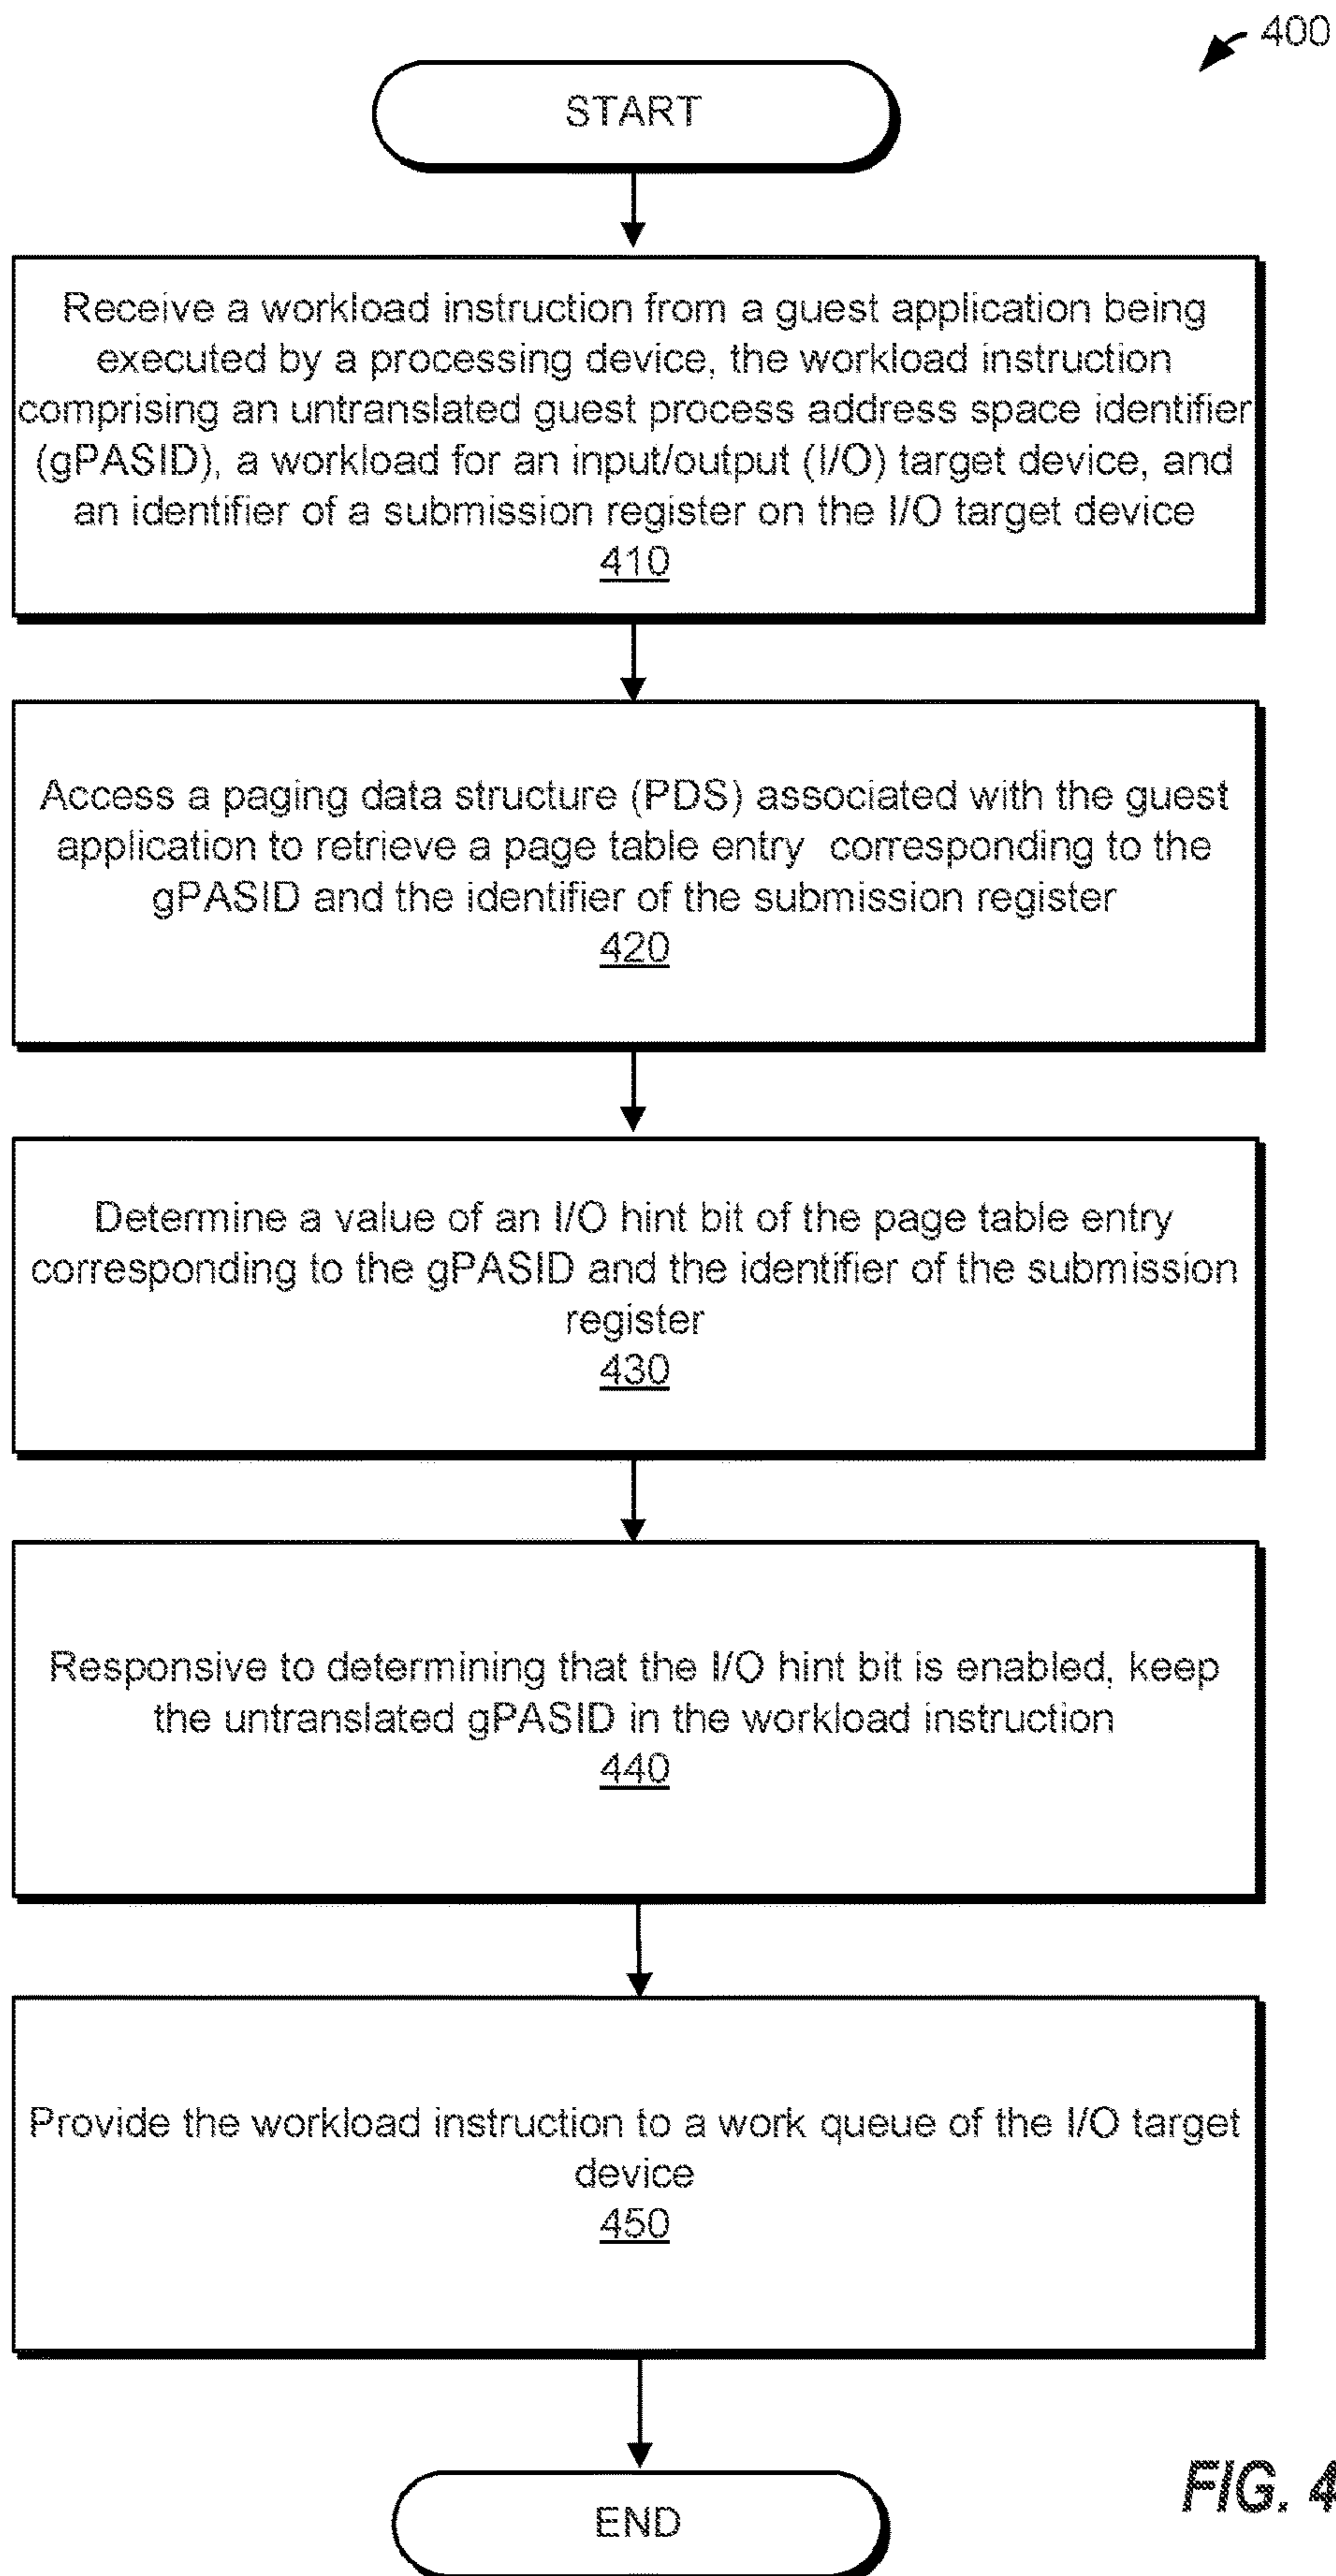 400
START
Receive a workload instruction from a guest application being
executed by a processing device, the workload instruction
comprising an untranslated guest process address space identifier
(gPASID), a workload for an input/output (I/O) target device, and
an identifier of a submission register on the I/O target device
410
Access a paging data structure (PDS) associated with the guest
application to retrieve a page table entry corresponding to the
gPASID and the identifier of the submission register
420
Determine a value of an I/O hint bit of the page table entry
corresponding to the gPASID and the identifier of the submission
register
430
Responsive to determining that the I/O hint bit is enabled, keep
the untranslated gPASID in the workload instruction
440
Provide the workload instruction to a work queue of the I/O target
device
450
END
FIG. 4